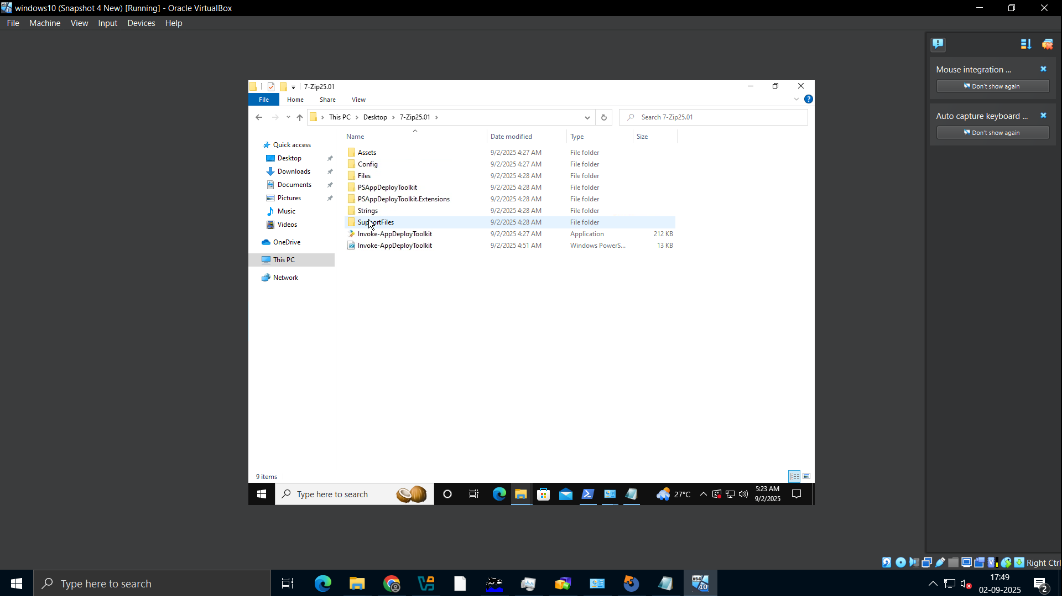 windows10 (Snapshot 4 New) [Running] - Oracle VirtualBox
File Machine View Input Devices Help
Mouse integration ...
Don't show again
Auto capture keyboard ...
Don't show again
7-Zip25.01
File Home Share View
This PC > Desktop > 7-Zip25.01 >
Search 7-Zip25.01
Name Date modified Type Size
Quick access
Desktop
Downloads
Documents
Pictures
Music
Videos
OneDrive
This PC
Network
Assets 9/2/2025 4:27 AM File folder
Config 9/2/2025 4:27 AM File folder
Files 9/2/2025 4:28 AM File folder
PSAppDeployToolkit 9/2/2025 4:28 AM File folder
PSAppDeployToolkit.Extensions 9/2/2025 4:28 AM File folder
Strings 9/2/2025 4:28 AM File folder
SupportFiles 9/2/2025 4:28 AM File folder
Invoke-AppDeployToolkit 9/2/2025 4:27 AM Application 212 KB
Invoke-AppDeployToolkit 9/2/2025 4:51 AM Windows PowerS... 13 KB
9 items
Type here to search
27°C
5:23 AM
9/2/2025
Right Ctrl
Type here to search
17:49
02-09-2025
2